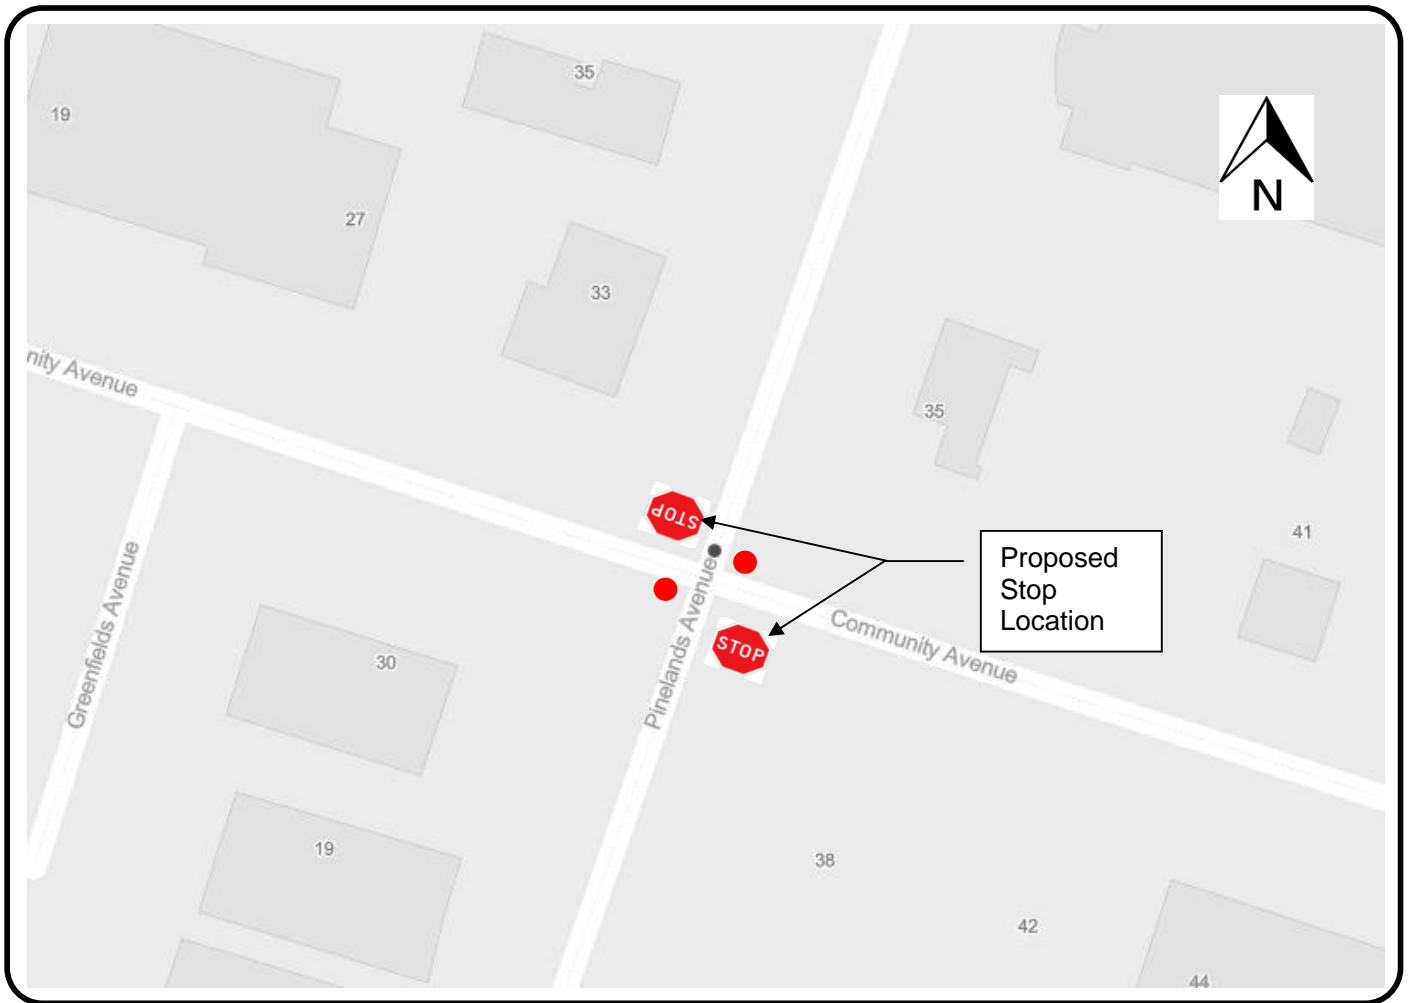 35
19
N
27
33
nity Avenue
35
STOP
41
Proposed
Stop
Location
Greenfields Avenue
Pinelands Avenue
Community Avenue
STOP
30
19
38
42
44